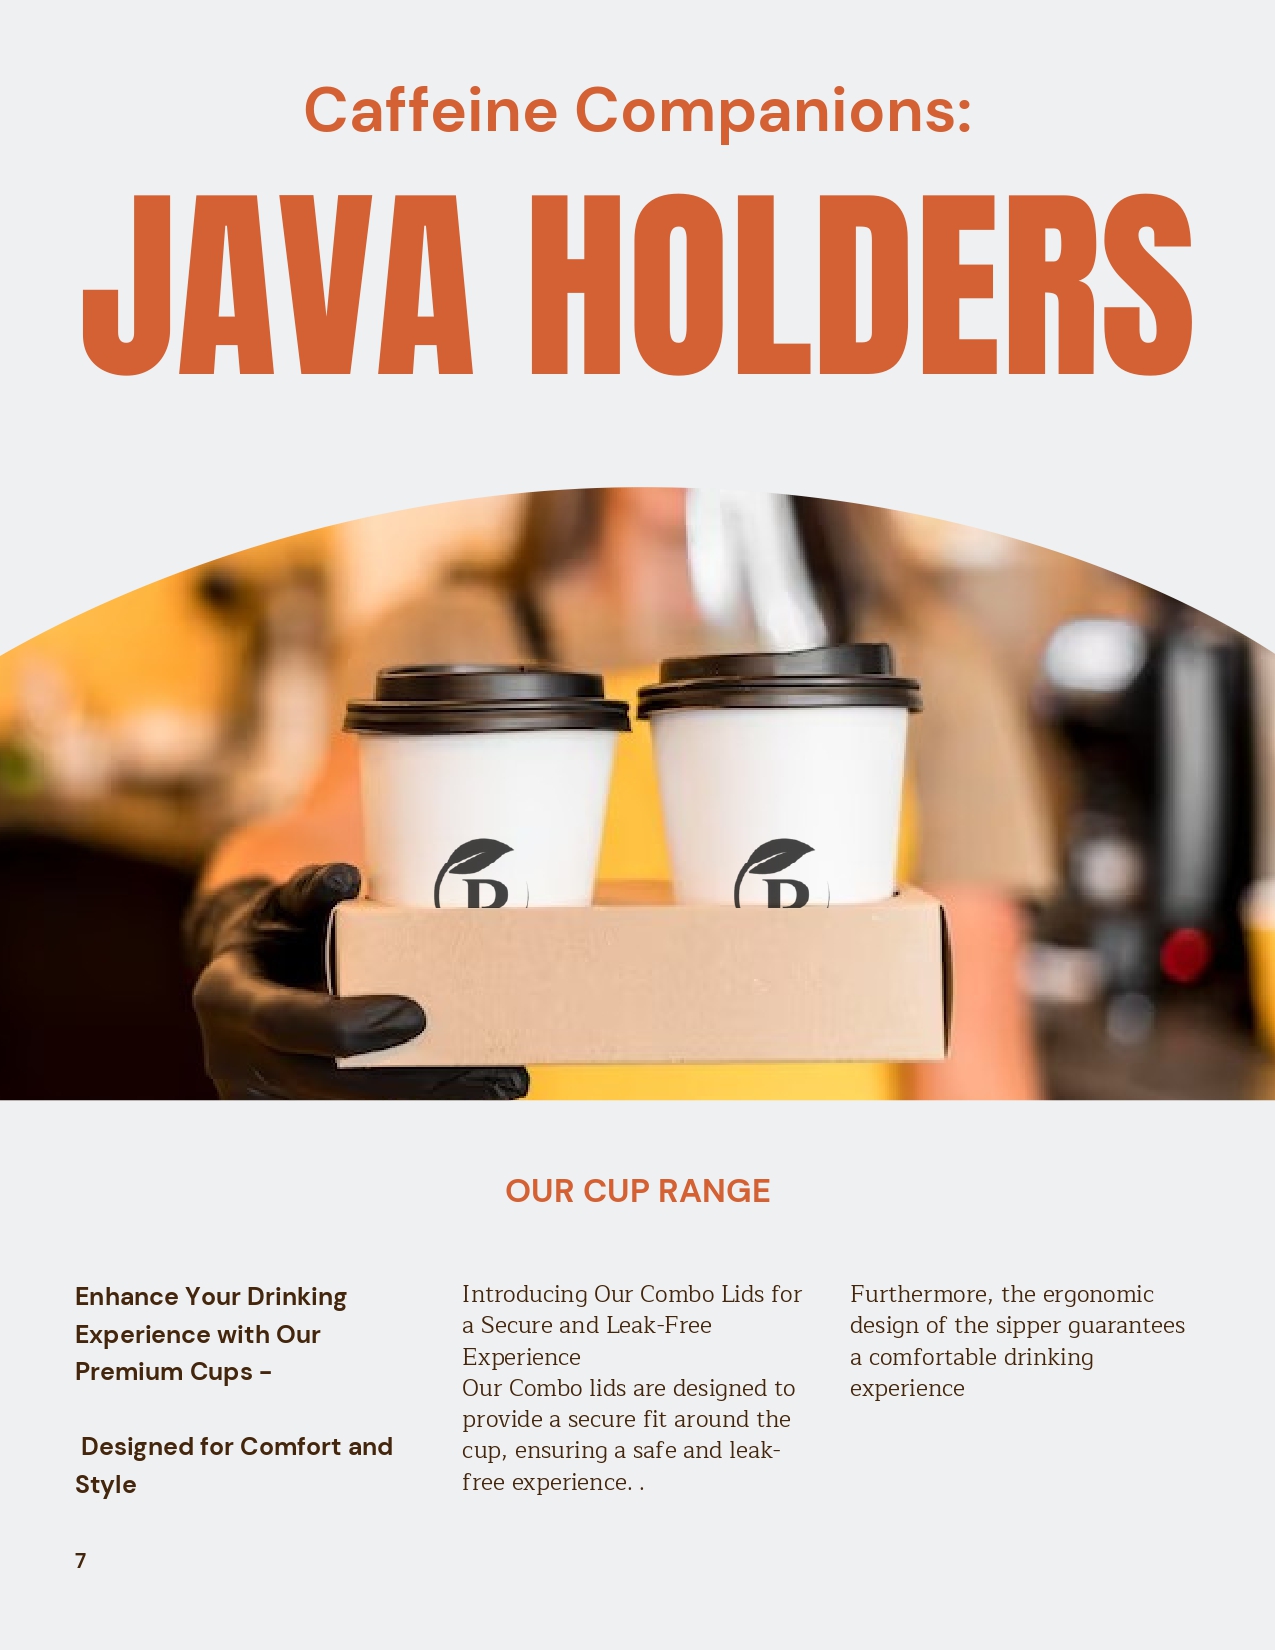 Caffeine Companions:
JAVA HOLDERS
OUR CUP RANGE
Enhance Your Drinking
Experience with Our
Premium Cups –
Designed for Comfort and
Style
Introducing Our Combo Lids for
a Secure and Leak-Free
Experience
Our Combo lids are designed to
provide a secure fit around the
cup, ensuring a safe and leak-
free experience. .
Furthermore, the ergonomic
design of the sipper guarantees
a comfortable drinking
experience
7